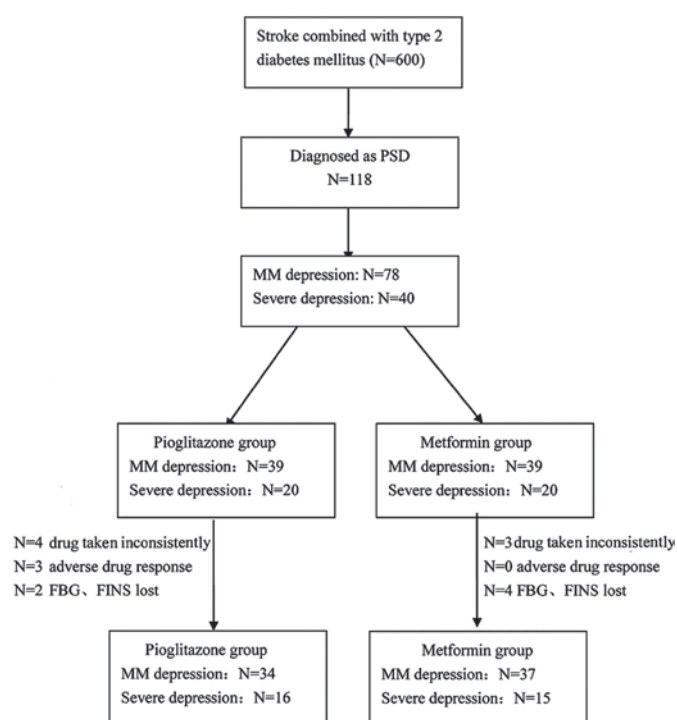 Stroke combined with type 2
diabetes mellitus (N=600)
Diagnosed as PSD
N=118
MM depression: N=78
Severe depression: N=40
Pioglitazone group
MM depression：N=39
Severe depression：N=20
Metformin group
MM depression：N=39
Severe depression：N=20
N=4 drug taken inconsistently
N=3 adverse drug response
N=2 FBG、FINS lost
N=3drug taken inconsistently
N=0 adverse drug response
N=4 FBG、FINS lost
Pioglitazone group
MM depression：N=34
Severe depression：N=16
Metformin group
MM depression：N=37
Severe depression：N=15